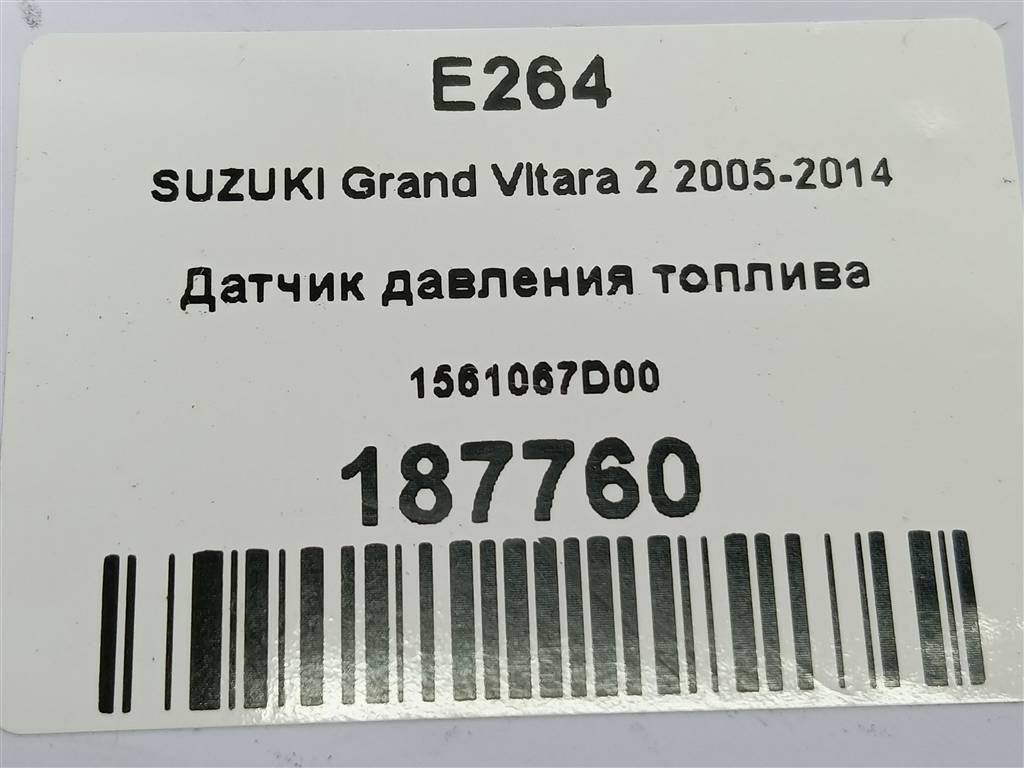 E264
SUZUKI Grand VItara 2 2005-2014
Датчик давления топлива
1561067D00
187760